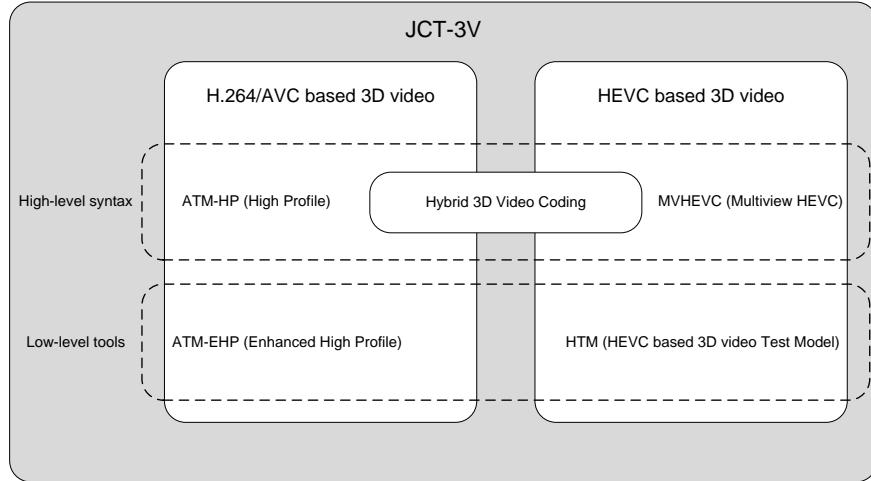 JCT-3V
H.264/AVC based 3D video
HEVC based 3D video
High-level syntax
ATM-HP (High Profile)
Hybrid 3D Video Coding
MVHEVC (Multiview HEVC)
Low-level tools
ATM-EHP (Enhanced High Profile)
HTM (HEVC based 3D video Test Model)